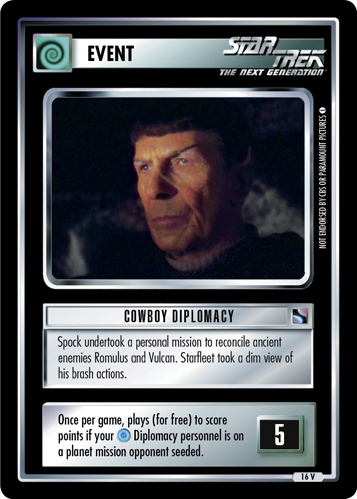 EVENT
STAR TREK
THE NEXT GENERATION
NOT ENDORSED BY CBS OR PARAMOUNT PICTURES
COWBOY DIPLOMACY
Spock undertook a personal mission to reconcile ancient
enemies Romulus and Vulcan. Starfleet took a dim view of
his brash actions.
Once per game, plays (for free) to score
points if your Diplomacy personnel is on
a planet mission opponent seeded.
5
16 V